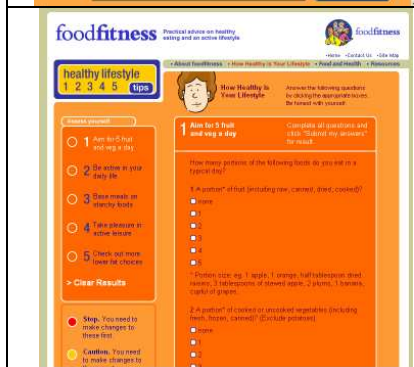 foodfitness
Practical advice on healthy
eating and an active lifestyle
foodfitness
•Home •Contact Us •Site Map
• About foodfitness • How Healthy is Your Lifestyle • Food and Health • Resources
healthy lifestyle
1 2 3 4 5 tips
How Healthy is
Your Lifestyle
Answer the following questions
by clicking the appropriate boxes.
Be honest with yourself!
Assess yourself
1 Aim for 5 fruit
and veg a day
2 Be active in your
daily life
3 Base meals on
starchy foods
4 Take pleasure in
active leisure
5 Check out more
lower fat choices
> Clear Results
Stop. You need to
make changes to
these first
Caution. You need
to make changes to
1 Aim for 5 fruit
and veg a day
Complete all questions and
click "Submit my answers"
for result.
How many portions of the following foods do you eat in a
typical day?
1 A portion* of fruit (including raw, canned, dried, cooked)?
none
1
2
3
4
5
* Portion size: eg. 1 apple, 1 orange, half tablespoon dried
raisins, 3 tablespoons of stewed apple, 2 plums, 1 banana,
cupful of grapes.
2 A portion* of cooked or uncooked vegetables (including
fresh, frozen, canned)? (Exclude potatoes)
none
1
2